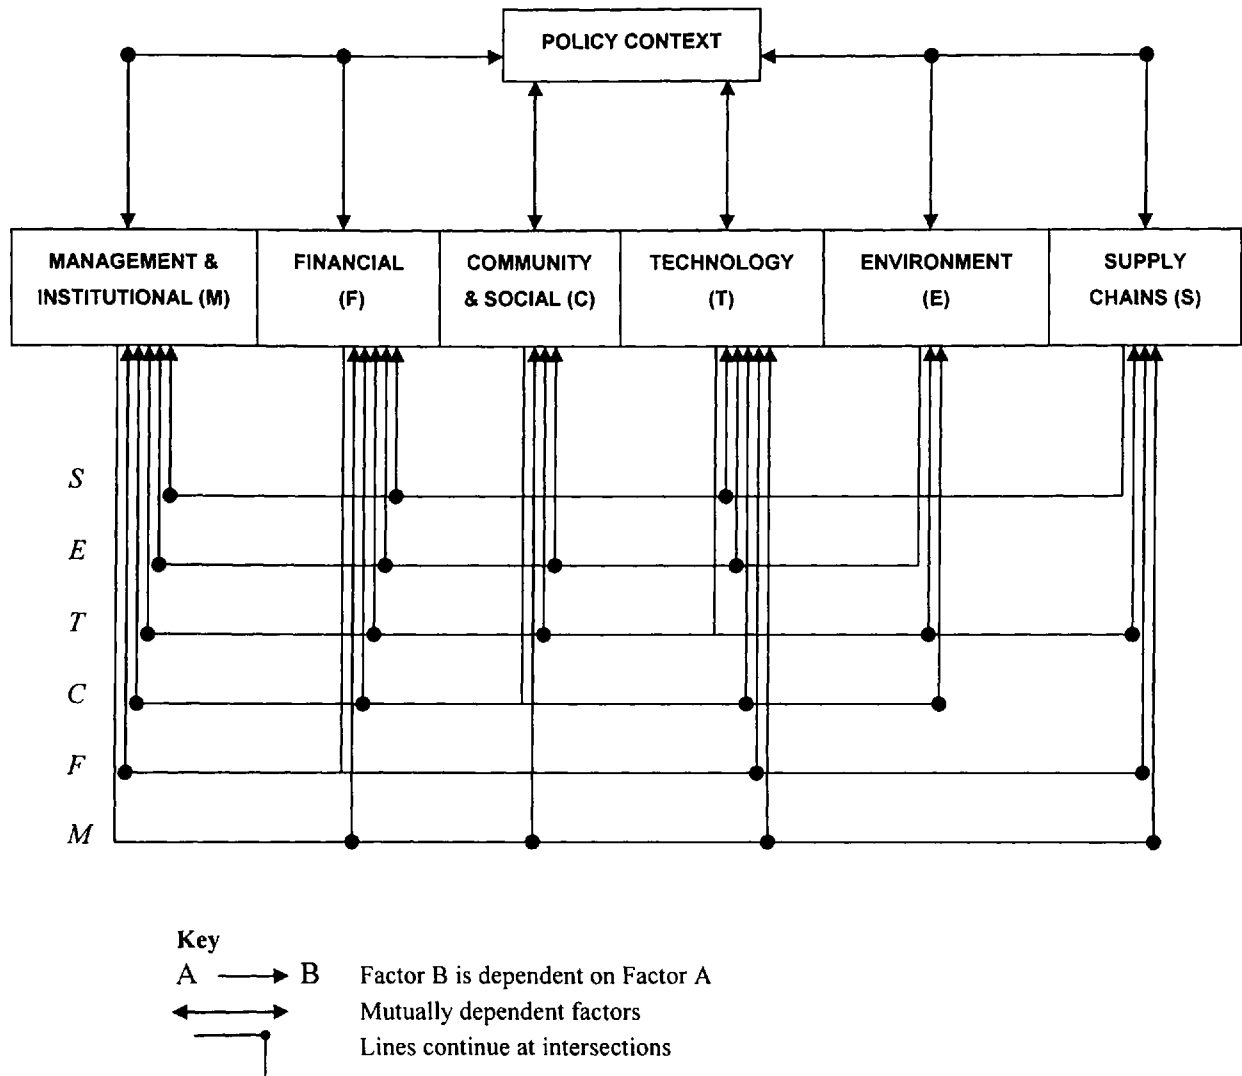 POLICY CONTEXT
MANAGEMENT &
INSTITUTIONAL (M)
FINANCIAL
(F)
COMMUNITY
& SOCIAL (C)
TECHNOLOGY
(T)
ENVIRONMENT
(E)
SUPPLY
CHAINS (S)
S
E
T
C
F
M
Key
A B Factor B is dependent on Factor A
Mutually dependent factors
Lines continue at intersections